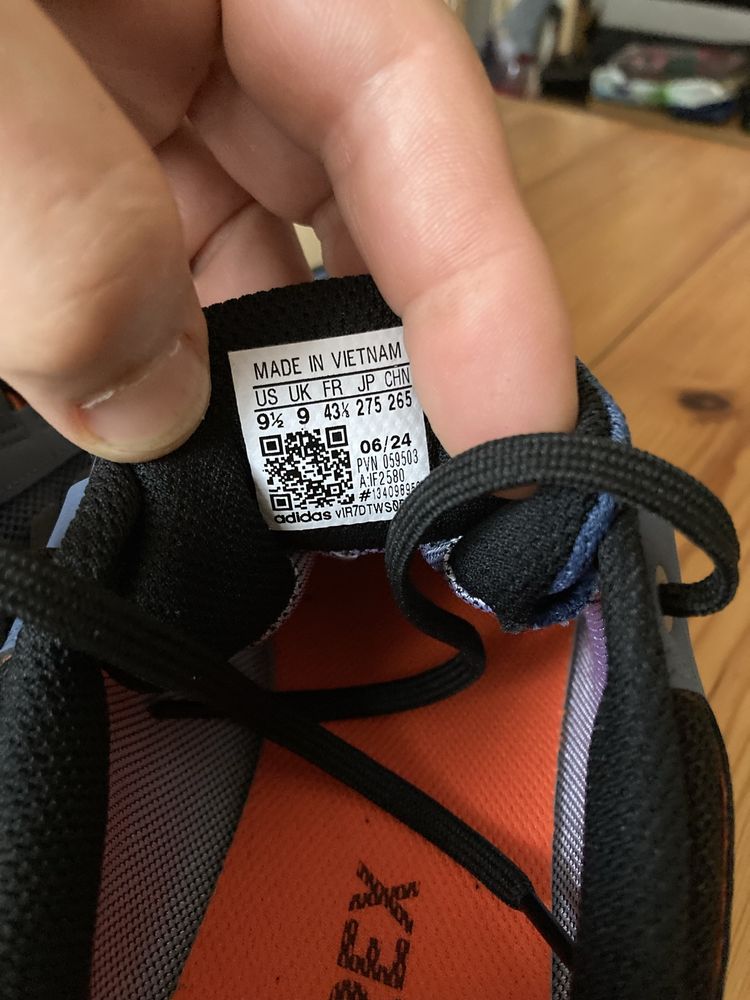 MADE IN VIETNAM
US UK FR JP CHN
9½ 9 43⅓ 275 265
06/24
PVN 059503
A:IF2580
adidas vIR7DTWS